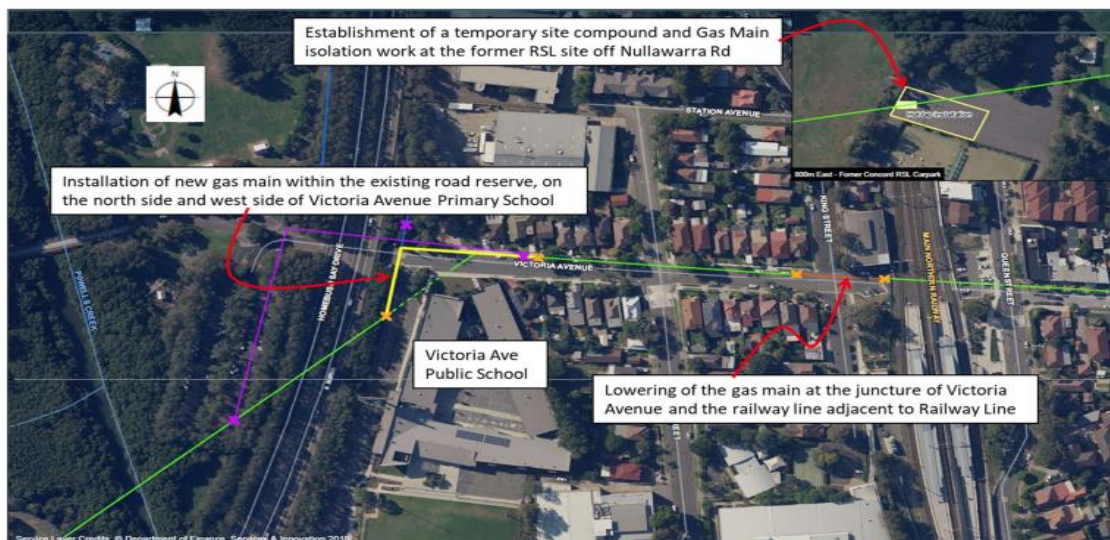 Establishment of a temporary site compound and Gas Main
isolation work at the former RSL site off Nullawarra Rd
N
STATION AVENUE
Hot-tap installation
800m East - Former Concord RSL Carpark
Installation of new gas main within the existing road reserve, on
the north side and west side of Victoria Avenue Primary School
HOMEBUSH BAY DRIVE
POWELLS CREEK
VICTORIA AVENUE
KING STREET
MAIN NORTHERN RAILWAY
QUEEN STREET
Victoria Ave
Public School
Lowering of the gas main at the juncture of Victoria
Avenue and the railway line adjacent to Railway Line
Service Layer Credits: © Department of Finance, Services & Innovation 2018